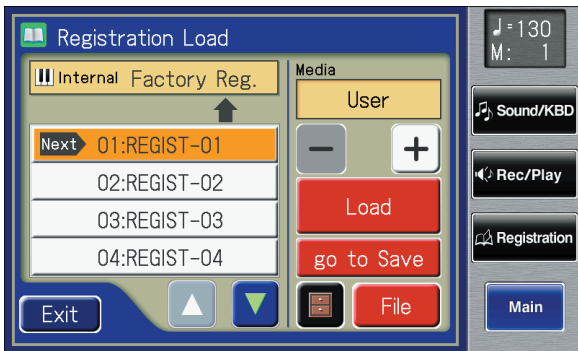 Registration Load
Internal Factory Reg.
Next 01:REGIST-01
02:REGIST-02
03:REGIST-03
04:REGIST-04
Exit
Media
User
Load
go to Save
File
♩=130
M: 1
Sound/KBD
Rec/Play
Registration
Main